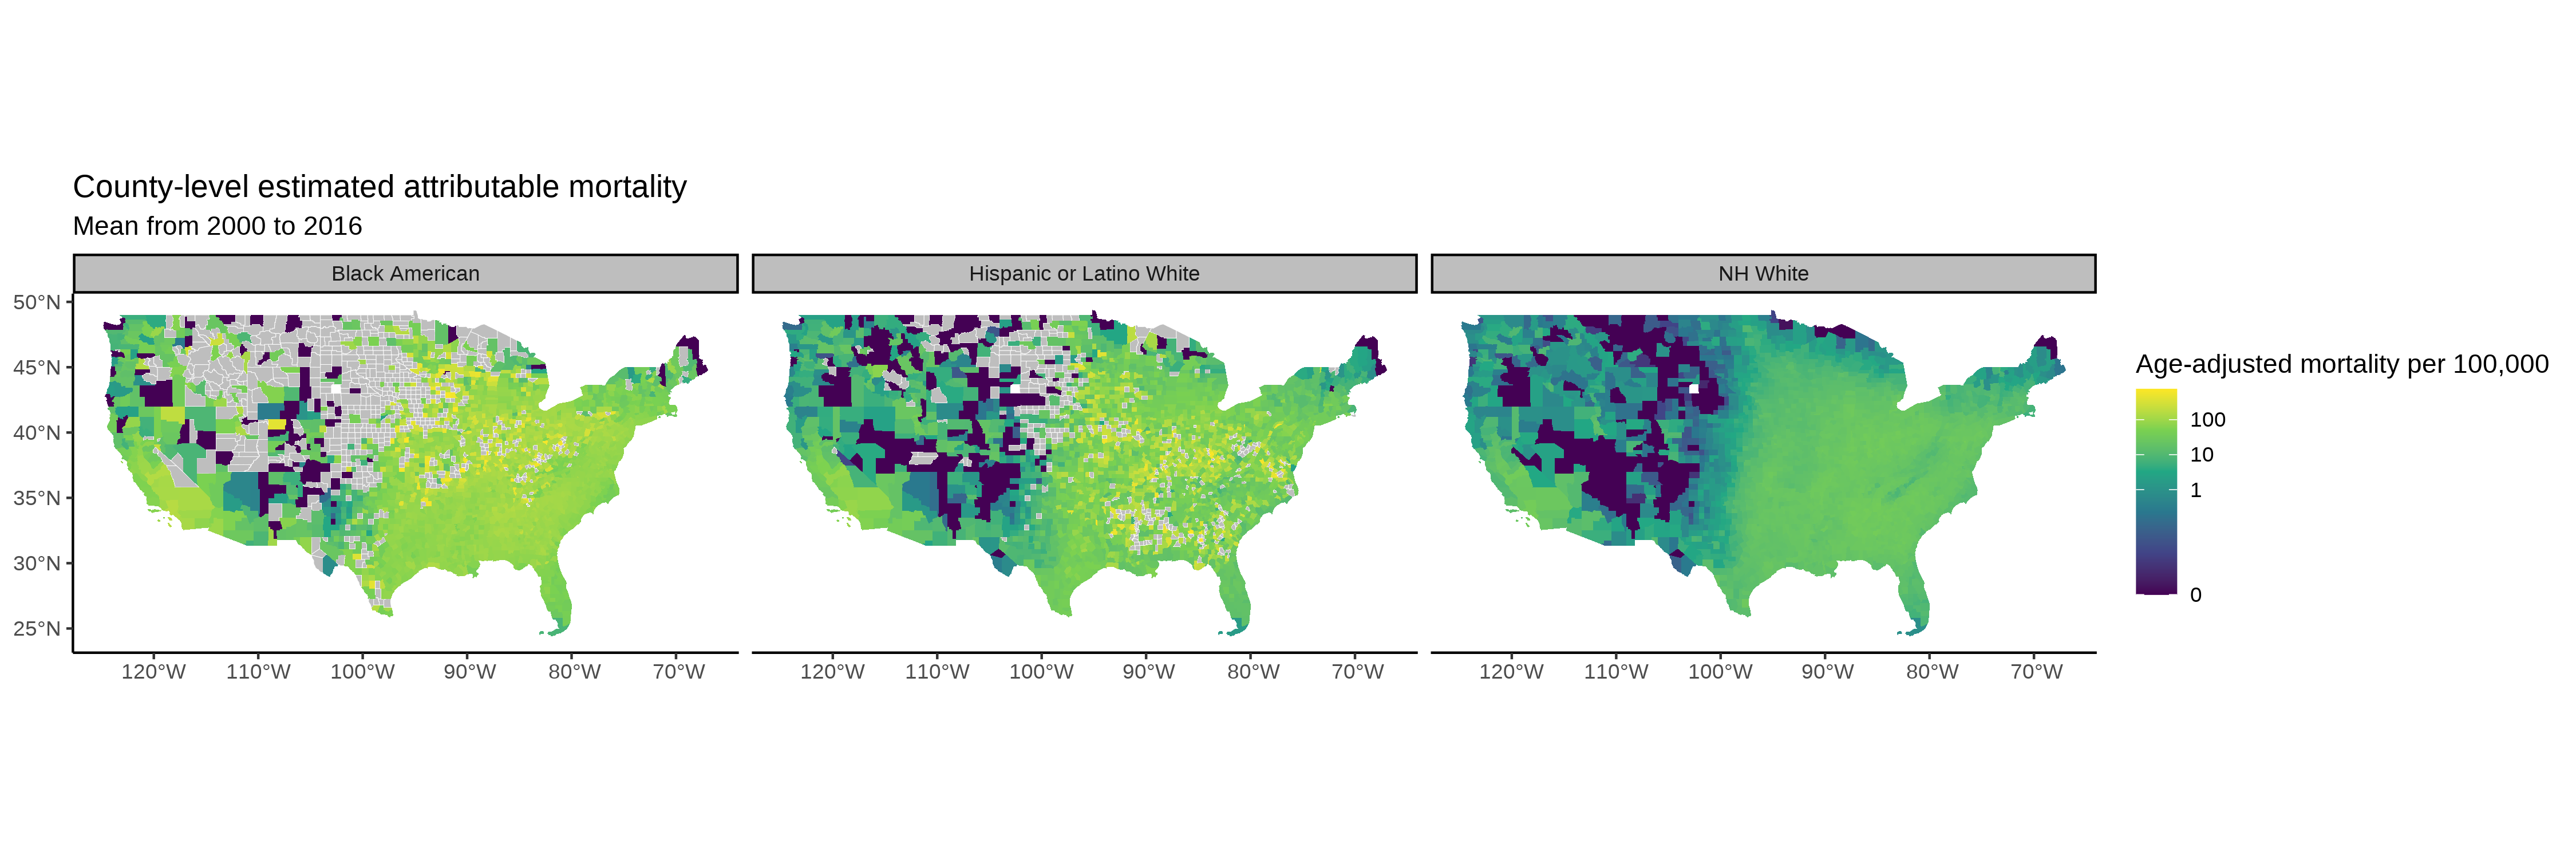 County-level estimated attributable mortality
Mean from 2000 to 2016
Black American
Hispanic or Latino White
NH White
50°N
45°N
40°N
35°N
30°N
25°N
120°W 110°W 100°W 90°W 80°W 70°W
120°W 110°W 100°W 90°W 80°W 70°W
120°W 110°W 100°W 90°W 80°W 70°W
Age-adjusted mortality per 100,000
100
10
1
0